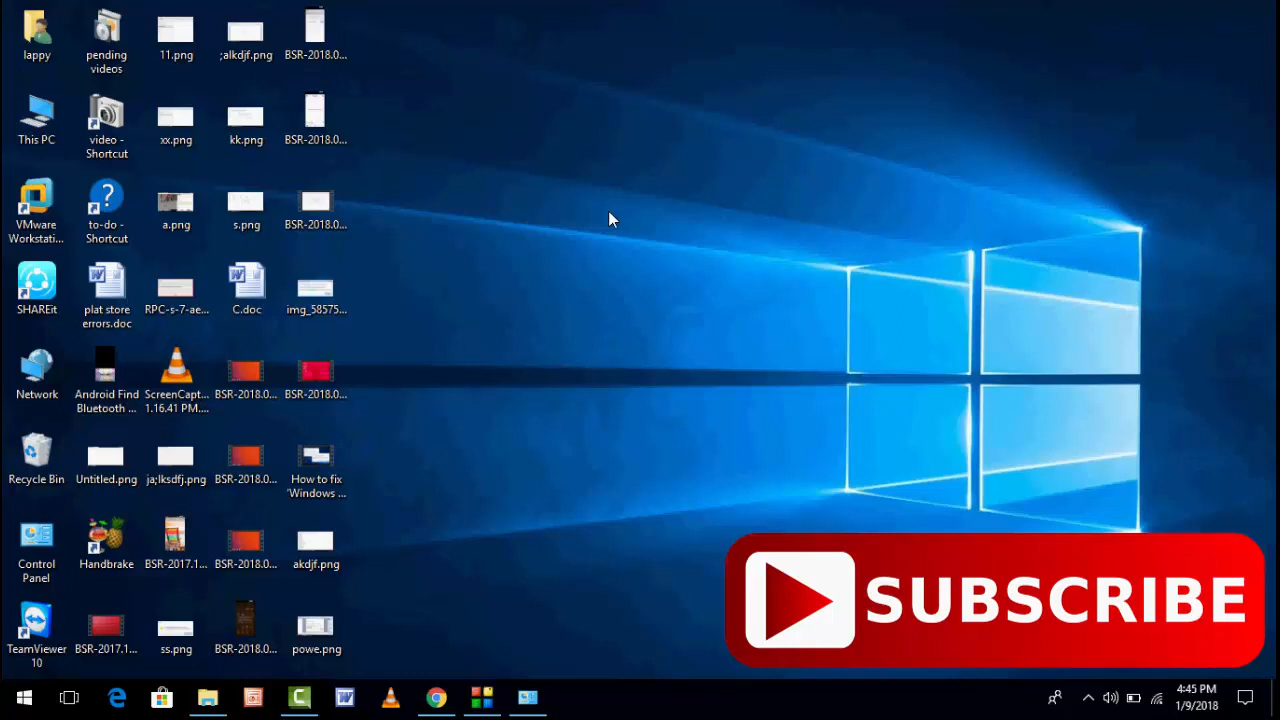 lappy
pending
videos
11.png
;alkdjf.png
BSR-2018.0...
This PC
video -
Shortcut
xx.png
kk.png
BSR-2018.0...
VMware
Workstati...
to-do -
Shortcut
a.png
s.png
BSR-2018.0...
SHAREit
plat store
errors.doc
RPC-s-7-ae...
C.doc
img_58575...
Network
Android Find
Bluetooth ...
ScreenCapt...
1.16.41 PM....
BSR-2018.0...
BSR-2018.0...
Recycle Bin
Untitled.png
ja;lksdfj.png
BSR-2018.0...
How to fix
'Windows ...
Control
Panel
Handbrake
BSR-2017.1...
BSR-2018.0...
akdjf.png
TeamViewer
10
BSR-2017.1...
ss.png
BSR-2018.0...
powe.png
SUBSCRIBE
4:45 PM
1/9/2018